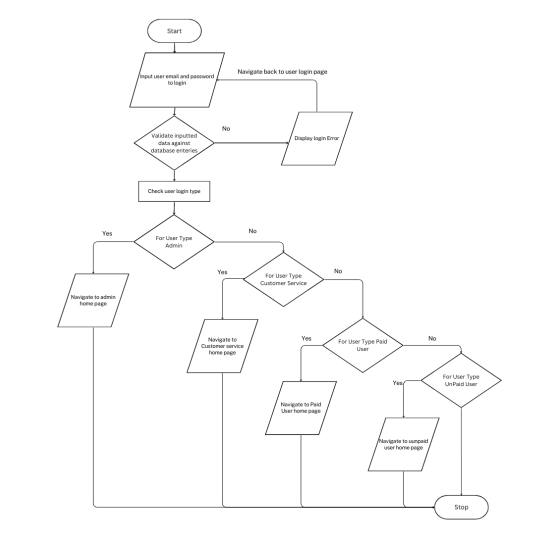 Start
Navigate back to user login page
Input user email and password
to login
No
Validate inputted
data against
database enteries
Display login Error
Check user login type
Yes
For User Type
Admin
No
Yes
For User Type
Customer Service
No
Navigate to admin
home page
Navigate to
Customer service
home page
Yes
For User Type Paid
User
No
For User Type
UnPaid User
Yes
Navigate to Paid
User home page
Navigate to uunpaid
user home page
Stop